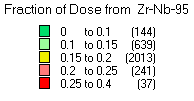 Fraction of Dose from Zr-Nb-95
0 to 0.1 (144)
0.1 to 0.15 (639)
0.15 to 0.2 (2013)
0.2 to 0.25 (241)
0.25 to 0.4 (37)